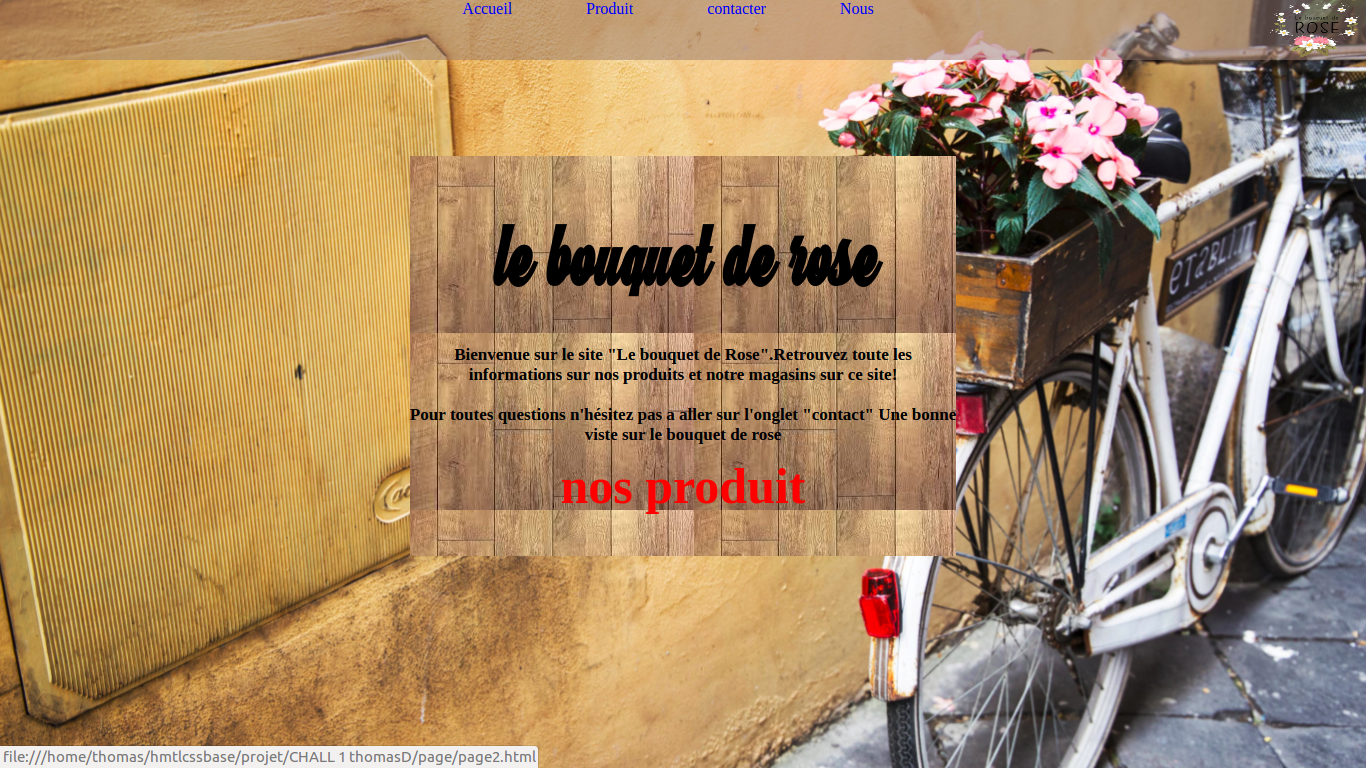 Accueil Produit contacter Nous
Le bouquet de
ROSE
le bouquet de rose
Bienvenue sur le site "Le bouquet de Rose".Retrouvez toute les
informations sur nos produits et notre magasins sur ce site!
Pour toutes questions n'hésitez pas a aller sur l'onglet "contact" Une bonne
viste sur le bouquet de rose
nos produit
file:///home/thomas/hmtlcssbase/projet/CHALL 1 thomasD/page/page2.html